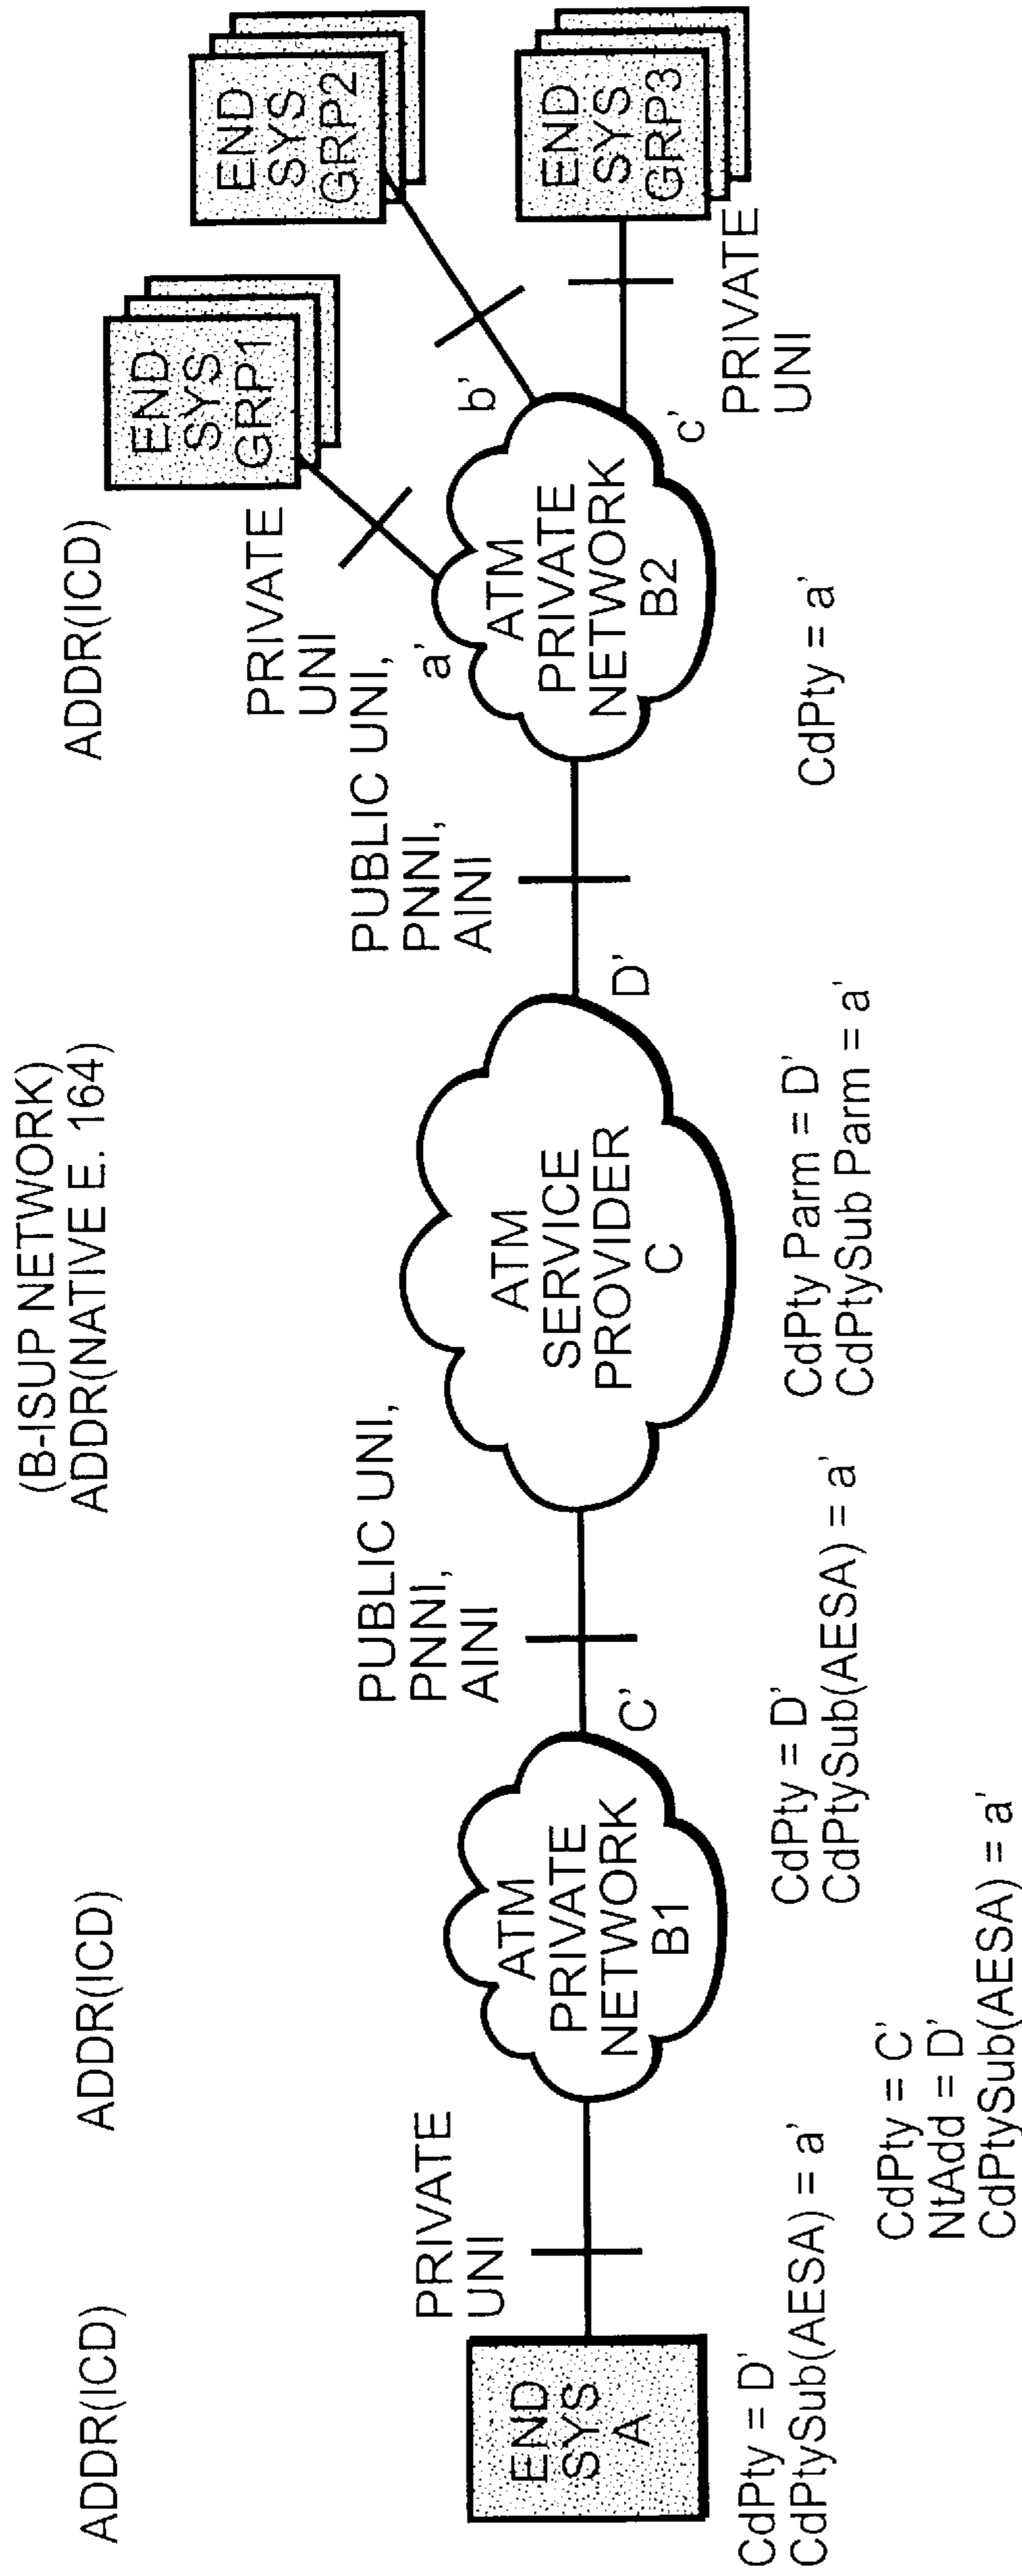 ADDR(ICD)
ADDR(ICD)
(B-ISUP NETWORK)
ADDR(NATIVE E. 164)
ADDR(ICD)
END
SYS
A
PRIVATE
UNI
ATM
PRIVATE
NETWORK
B1
C'
PUBLIC UNI,
PNNI,
AINI
ATM
SERVICE
PROVIDER
C
D'
PUBLIC UNI,
PNNI,
AINI
ATM
PRIVATE
NETWORK
B2
a'
b'
c'
PRIVATE
UNI
END
SYS
GRP1
END
SYS
GRP2
END
SYS
GRP3
PRIVATE
UNI
CdPty = D'
CdPtySub(AESA) = a'
CdPty = C'
NtAdd = D'
CdPtySub(AESA) = a'
CdPty = D'
CdPtySub(AESA) = a'
CdPty Parm = D'
CdPtySub Parm = a'
CdPty = a'